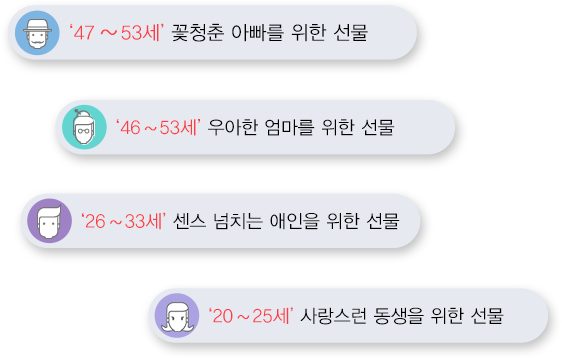 ‘47 ~ 53세’ 꽃청춘 아빠를 위한 선물
‘46 ~ 53세’ 우아한 엄마를 위한 선물
‘26 ~ 33세’ 센스 넘치는 애인을 위한 선물
‘20 ~ 25세’ 사랑스런 동생을 위한 선물